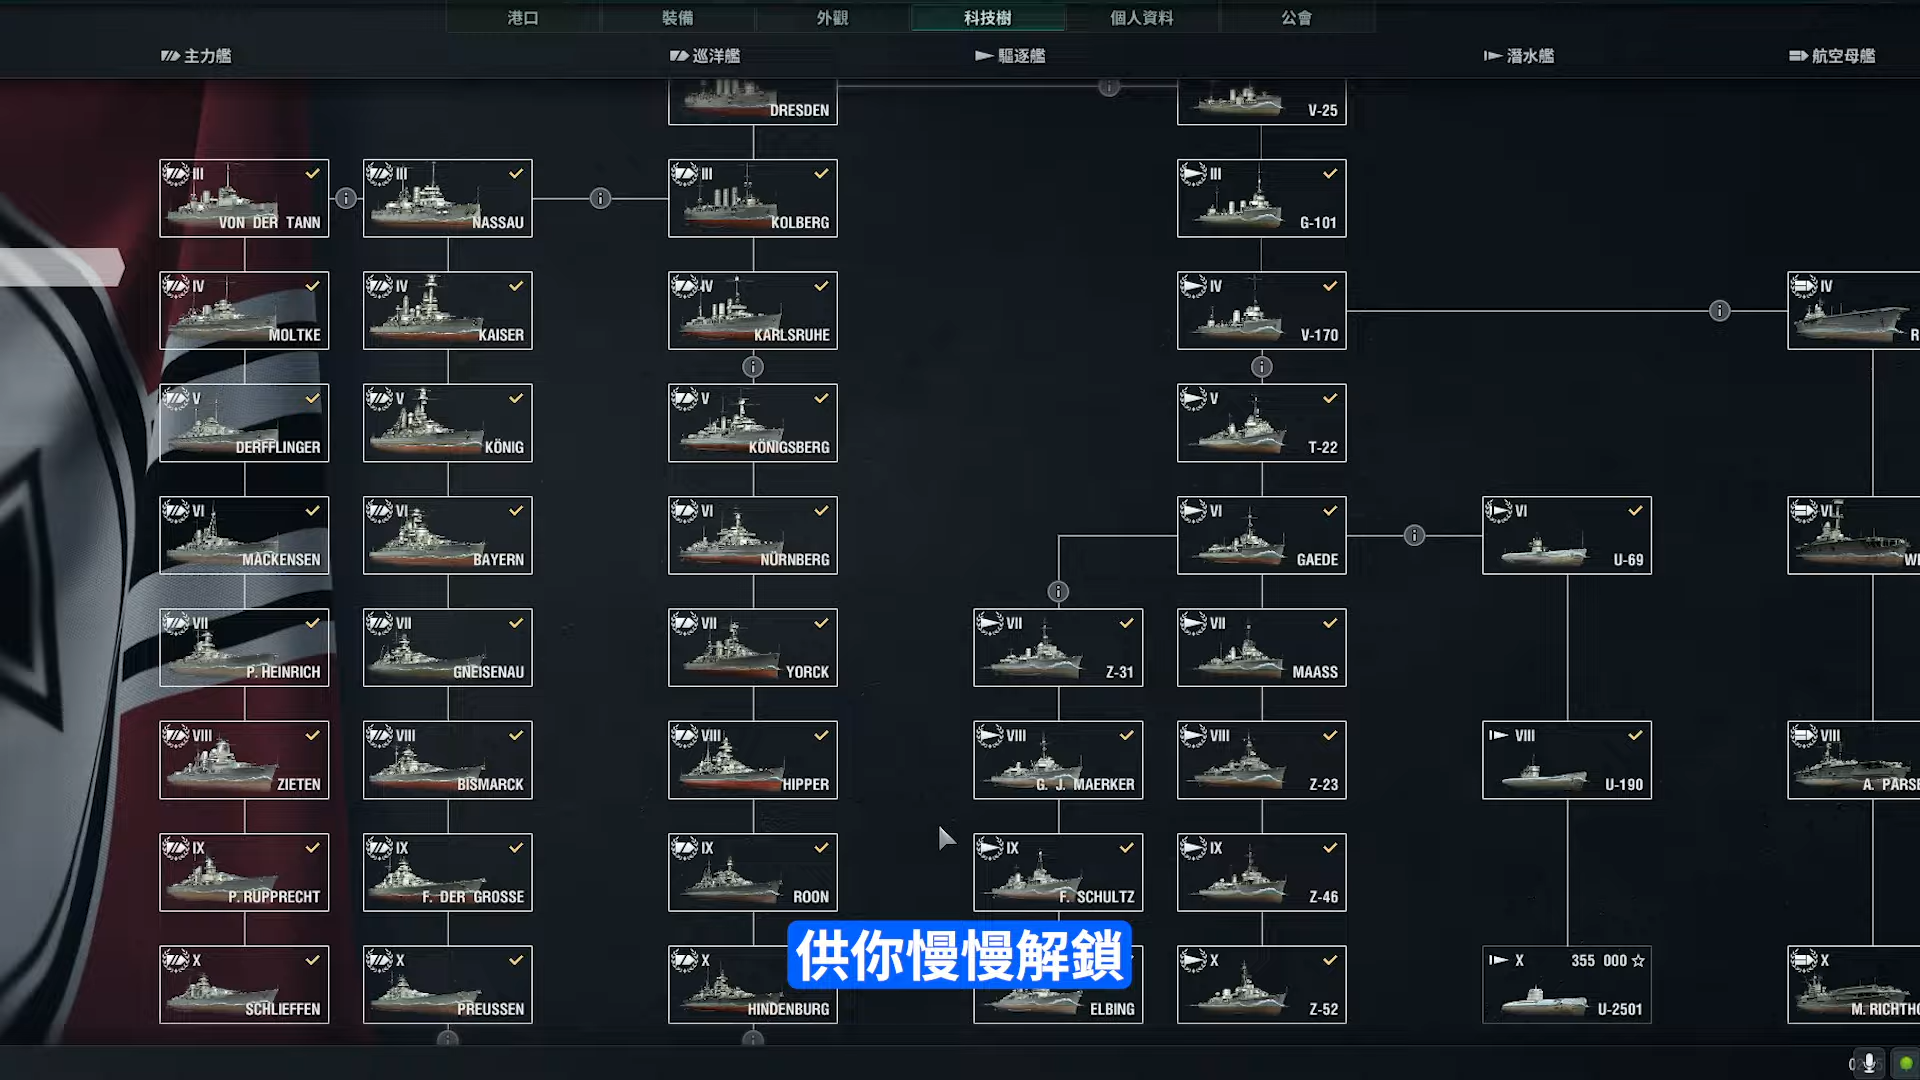 港口 裝備 外觀 科技樹 個人資料 公會
主力艦 巡洋艦 驅逐艦 潛水艦 航空母艦
DRESDEN V-25
III VON DER TANN III NASSAU III KOLBERG III G-101
IV MOLTKE IV KAISER IV KARLSRUHE IV V-170 IV R
V DERFFLINGER V KÖNIG V KÖNIGSBERG V T-22
VI MACKENSEN VI BAYERN VI NÜRNBERG VI GAEDE VI U-69 VI WE
VII P. HEINRICH VII GNEISENAU VII YORCK VII Z-31 VII MAASS
VIII ZIETEN VIII BISMARCK VIII HIPPER VIII G. J. MAERKER VIII Z-23 VIII U-190 VIII A. PARSE
IX P. RUPPRECHT IX F. DER GROSSE IX ROON IX F. SCHULTZ IX Z-46
供你慢慢解鎖
X SCHLIEFFEN X PREUSSEN X HINDENBURG ELBING X Z-52 X 355 000 U-2501 X M. RICHTHO